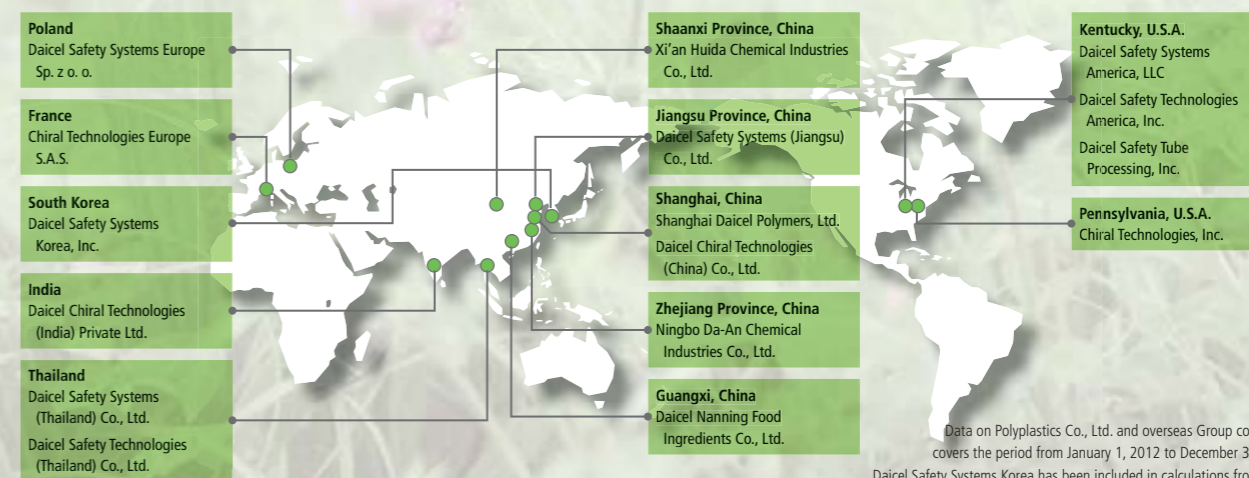 Poland
Daicel Safety Systems Europe
Sp. z o. o.
France
Chiral Technologies Europe
S.A.S.
South Korea
Daicel Safety Systems
Korea, Inc.
India
Daicel Chiral Technologies
(India) Private Ltd.
Thailand
Daicel Safety Systems
(Thailand) Co., Ltd.
Daicel Safety Technologies
(Thailand) Co., Ltd.
Shaanxi Province, China
Xi'an Huida Chemical Industries
Co., Ltd.
Jiangsu Province, China
Daicel Safety Systems (Jiangsu)
Co., Ltd.
Shanghai, China
Shanghai Daicel Polymers, Ltd.
Daicel Chiral Technologies
(China) Co., Ltd.
Zhejiang Province, China
Ningbo Da-An Chemical
Industries Co., Ltd.
Guangxi, China
Daicel Nanning Food
Ingredients Co., Ltd.
Kentucky, U.S.A.
Daicel Safety Systems
America, LLC
Daicel Safety Technologies
America, Inc.
Daicel Safety Tube
Processing, Inc.
Pennsylvania, U.S.A.
Chiral Technologies, Inc.
Data on Polyplastics Co., Ltd. and overseas Group co
covers the period from January 1, 2012 to December 3
Daicel Safety Systems Korea has been included in calculations fro